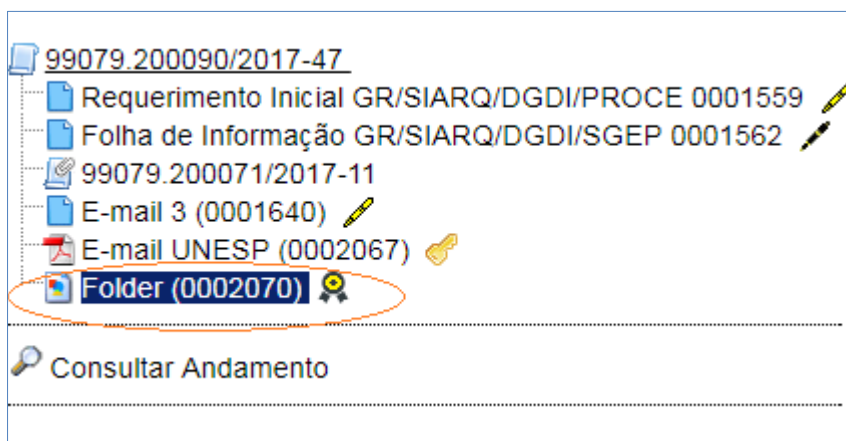 99079.200090/2017-47
Requerimento Inicial GR/SIARQ/DGDI/PROCE 0001559
Folha de Informação GR/SIARQ/DGDI/SGEP 0001562
99079.200071/2017-11
E-mail 3 (0001640)
E-mail UNESP (0002067)
Folder (0002070)
Consultar Andamento